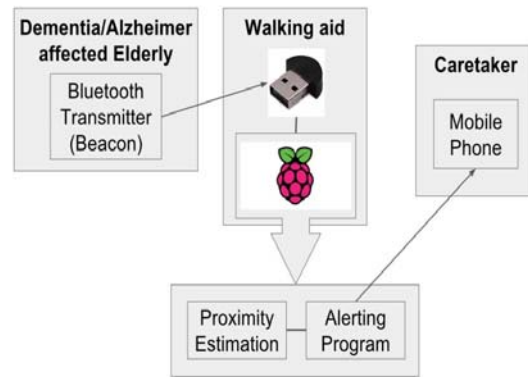 Dementia/Alzheimer
affected Elderly
Bluetooth
Transmitter
(Beacon)
Walking aid
Caretaker
Mobile
Phone
Proximity
Estimation
Alerting
Program